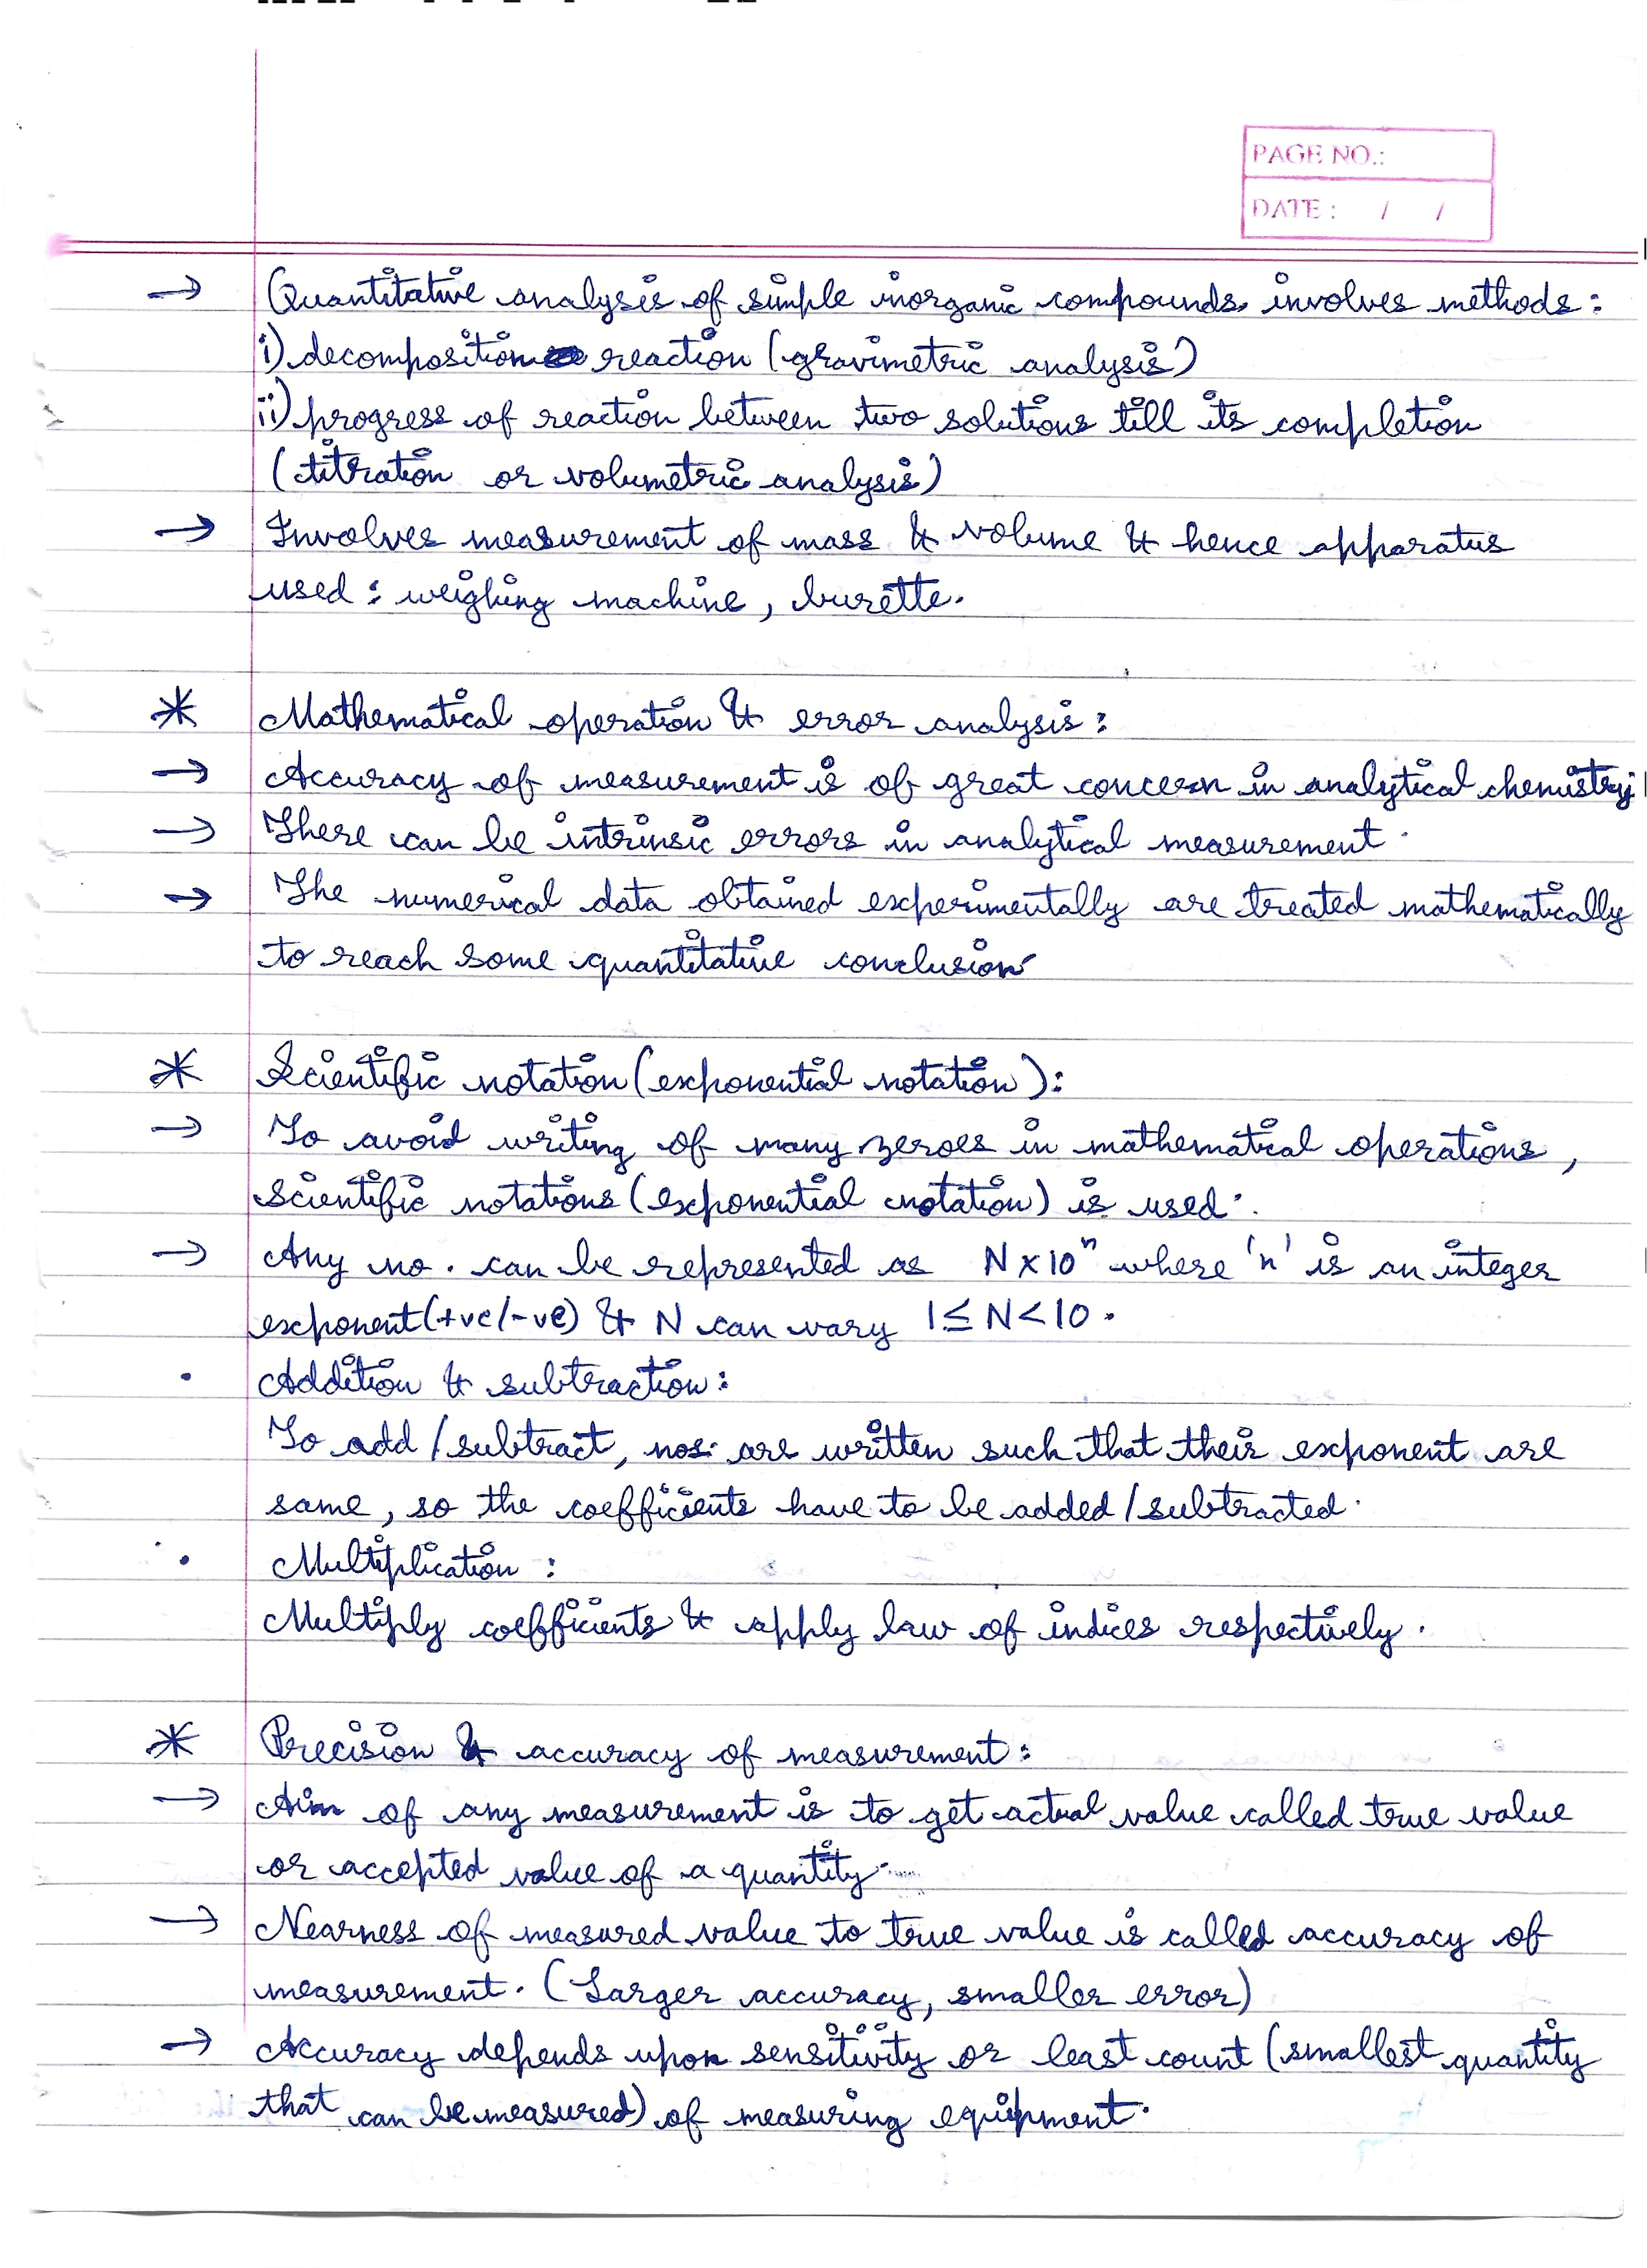 PAGE NO.:
DATE : / /
→ Quantitative analysis of simple inorganic compounds involves methods :
i) decomposition reaction (gravimetric analysis)
ii) progress of reaction between two solutions till its completion
(titration or volumetric analysis)
→ Involves measurement of mass & volume & hence apparatus
used : weighing machine, burette.
* Mathematical operation & error analysis :
→ Accuracy of measurement is of great concern in analytical chemistry
→ There can be intrinsic errors in analytical measurement.
→ The numerical data obtained experimentally are treated mathematically
to reach some quantitative conclusion
* Scientific notation (exponential notation) :
→ To avoid writing of many zeroes in mathematical operations,
scientific notations (exponential notation) is used.
→ Any no. can be represented as N x 10ⁿ where 'n' is an integer
exponent (+ve/-ve) & N can vary 1 ≤ N < 10.
• Addition & subtraction :
To add / subtract, nos. are written such that their exponent are
same, so the coefficients have to be added / subtracted.
• Multiplication :
Multiply coefficients & apply law of indices respectively.
* Precision & accuracy of measurement :
→ Aim of any measurement is to get actual value called true value
or accepted value of a quantity.
→ Nearness of measured value to true value is called accuracy of
measurement. (Larger accuracy, smaller error)
→ Accuracy depends upon sensitivity or least count (smallest quantity
that can be measured) of measuring equipment.